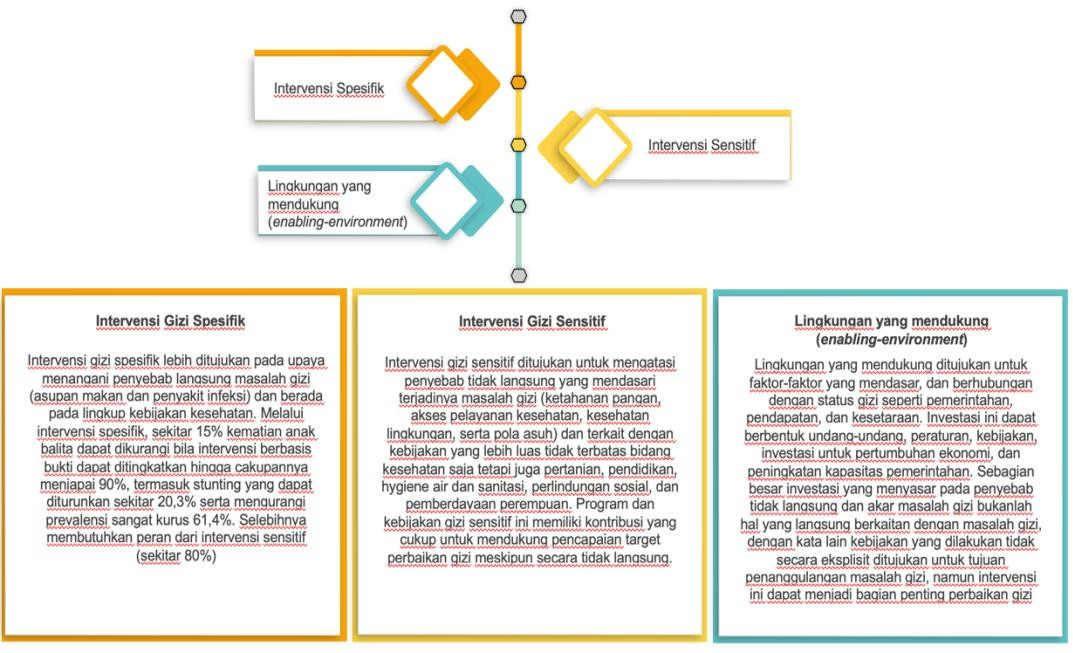 Intervensi Spesifik
Intervensi Sensitif
Lingkungan yang
mendukung
(enabling-environment)
Intervensi Gizi Spesifik
Intervensi gizi spesifik lebih ditujukan pada upaya
menangani penyebab langsung masalah gizi
(asupan makan dan penyakit infeksi) dan berada
pada lingkup kebijakan kesehatan. Melalui
intervensi spesifik, sekitar 15% kematian anak
balita dapat dikurangi bila intervensi berbasis
bukti dapat ditingkatkan hingga cakupannya
menjapai 90%, termasuk stunting yang dapat
diturunkan sekitar 20,3% serta mengurangi
prevalensi sangat kurus 61,4%. Selebihnya
membutuhkan peran dari intervensi sensitif
(sekitar 80%)
Intervensi Gizi Sensitif
Intervensi gizi sensitif ditujukan untuk mengatasi
penyebab tidak langsung yang mendasari
terjadinya masalah gizi (ketahanan pangan,
akses pelayanan kesehatan, kesehatan
lingkungan, serta pola asuh) dan terkait dengan
kebijakan yang lebih luas tidak terbatas bidang
kesehatan saja tetapi juga pertanian, pendidikan,
hygiene air dan sanitasi, perlindungan sosial, dan
pemberdayaan perempuan. Program dan
kebijakan gizi sensitif ini memiliki kontribusi yang
cukup untuk mendukung pencapaian target
perbaikan gizi meskipun secara tidak langsung.
Lingkungan yang mendukung
(enabling-environment)
Lingkungan yang mendukung ditujukan untuk
faktor-faktor yang mendasar, dan berhubungan
dengan status gizi seperti pemerintahan,
pendapatan, dan kesetaraan. Investasi ini dapat
berbentuk undang-undang, peraturan, kebijakan,
investasi untuk pertumbuhan ekonomi, dan
peningkatan kapasitas pemerintahan. Sebagian
besar investasi yang menyasar pada penyebab
tidak langsung dan akar masalah gizi bukanlah
hal yang langsung berkaitan dengan masalah gizi,
dengan kata lain kebijakan yang dilakukan tidak
secara eksplisit ditujukan untuk tujuan
penanggulangan masalah gizi, namun intervensi
ini dapat menjadi bagian penting perbaikan gizi